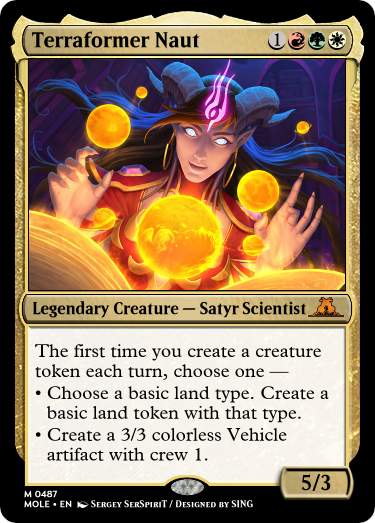 Terraformer Naut 1
Legendary Creature — Satyr Scientist
The first time you create a creature
token each turn, choose one —
• Choose a basic land type. Create a
basic land token with that type.
• Create a 3/3 colorless Vehicle
artifact with crew 1.
5/3
M 0487
MOLE • EN Sergey SerSpiriT / Designed by SING